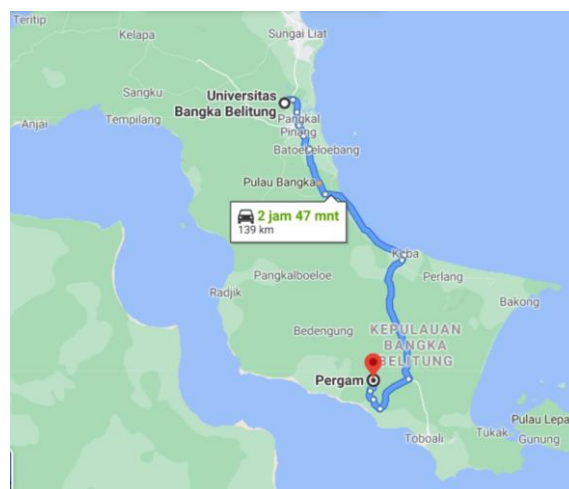 Teritip
Kelapa
Sungai Liat
Sangku
Universitas
Bangka Belitung
Anjai
Tempilang
Pangkal
Pinang
Pulau Bangka
2 jam 47 mnt
139 km
Koba
Pangkalboeloe
Perlang
Radjik
Bakong
Bedengung
KEPULAUAN
BANGKA
BELITUNG
Pergam
Pulau Lepa
Toboali
Tukak
Gunung